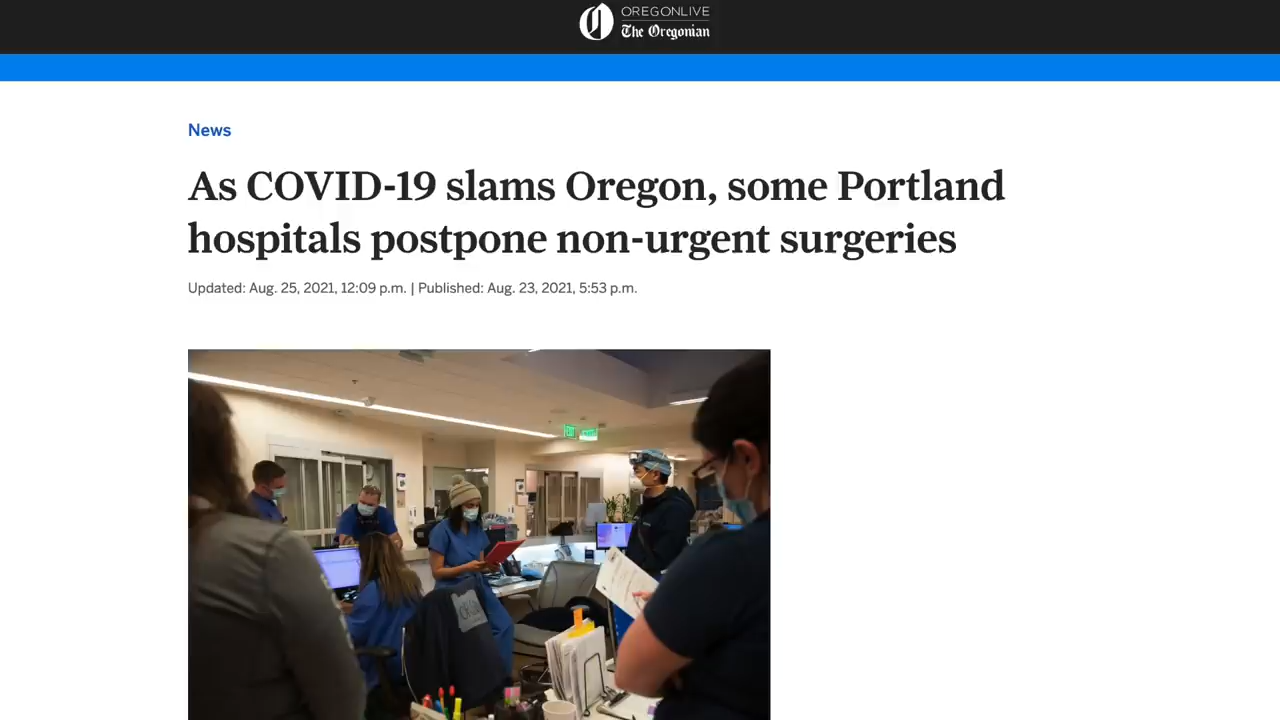 OREGONLIVE
The Oregonian
News
As COVID-19 slams Oregon, some Portland
hospitals postpone non-urgent surgeries
Updated: Aug. 25, 2021, 12:09 p.m. | Published: Aug. 23, 2021, 5:53 p.m.
EXIT